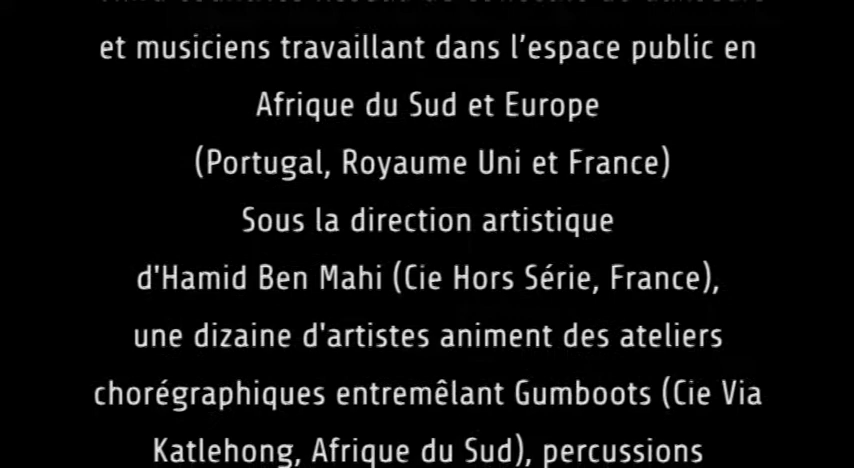 et musiciens travaillant dans l’espace public en
Afrique du Sud et Europe
(Portugal, Royaume Uni et France)
Sous la direction artistique
d'Hamid Ben Mahi (Cie Hors Série, France),
une dizaine d'artistes animent des ateliers
chorégraphiques entremêlant Gumboots (Cie Via
Katlehong, Afrique du Sud), percussions